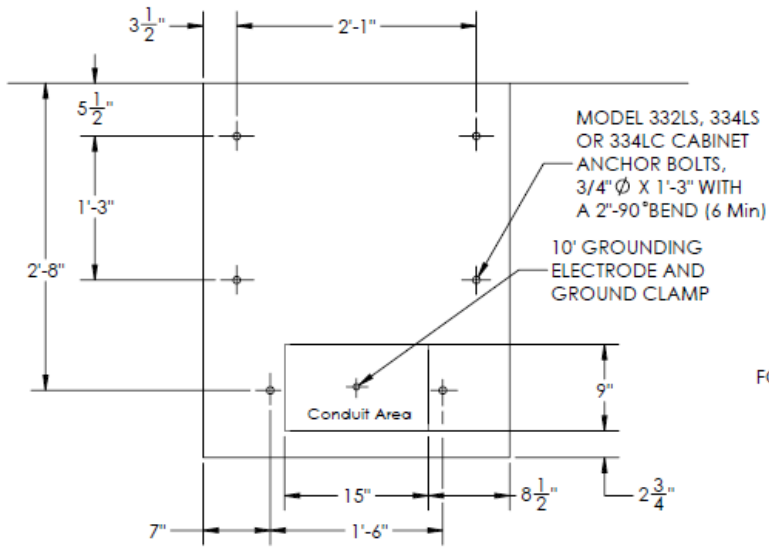 3 1/2"
2'-1"
5 1/2"
MODEL 332LS, 334LS
OR 334LC CABINET
ANCHOR BOLTS,
3/4"Ø X 1'-3" WITH
A 2"-90°BEND (6 Min)
1'-3"
10' GROUNDING
ELECTRODE AND
GROUND CLAMP
2'-8"
FO
9"
Conduit Area
15"
8 1/2"
2 3/4"
7"
1'-6"